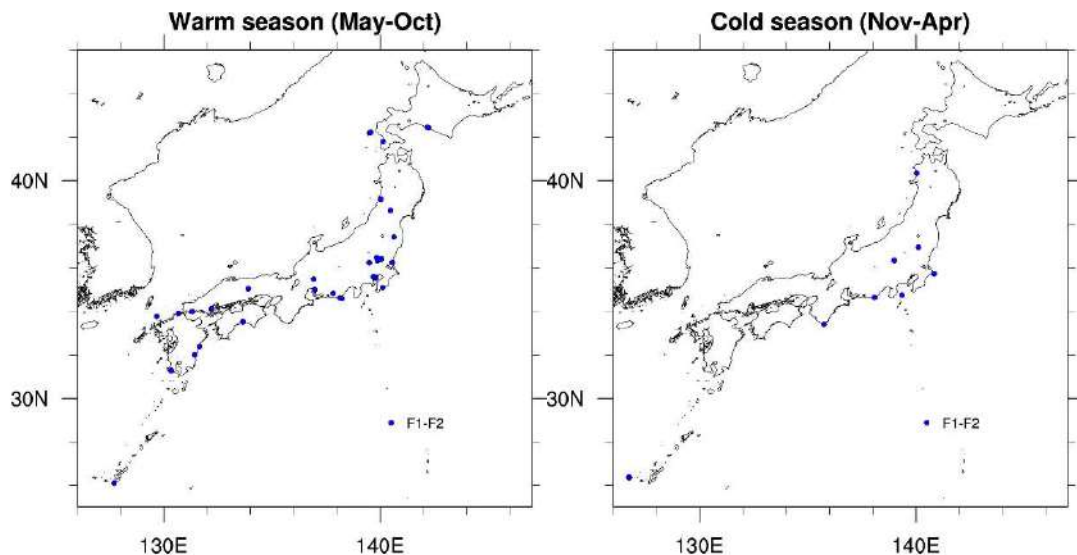 Warm season (May-Oct)
Cold season (Nov-Apr)
40N
40N
30N
30N
F1-F2
F1-F2
130E
140E
130E
140E